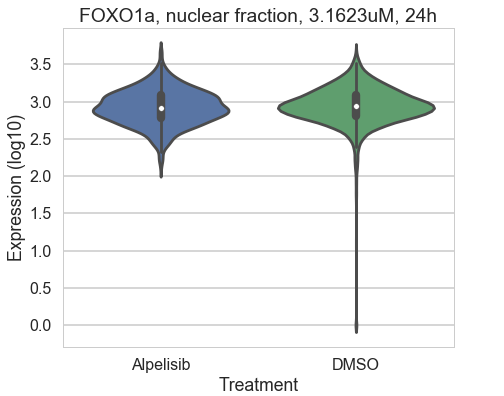 FOXO1a, nuclear fraction, 3.1623uM, 24h
Expression (log10)
3.5
3.0
2.5
2.0
1.5
1.0
0.5
0.0
Alpelisib DMSO
Treatment